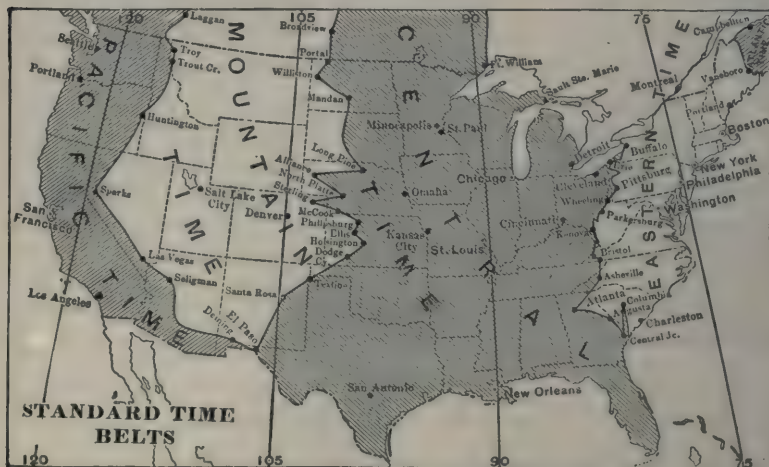 120
105
90
75
Laggan
Broadview
Campbellton
Seattle
Troy
Portal
Ft. William
Sault Ste. Marie
Montreal
Vanceboro
Portland
Trout Cr.
Williston
Mandan
Portland
Boston
Huntington
Minneapolis
St. Paul
Detroit
Buffalo
New York
Long Pine
Alliance
North Platte
Chicago
Cleveland
Pittsburg
Philadelphia
Sparks
Salt Lake
City
Sterling
Omaha
Wheeling
Washington
San
Francisco
Denver
McCook
Phillipsburg
Ellis
Hoisington
Dodge
Cy.
Kansas
City
St. Louis
Cincinnati
Parkersburg
Kenova
Las Vegas
Seligman
Santa Rosa
Bristol
Asheville
Los Angeles
Deming
El Paso
Atlanta
Columbia
Augusta
Charleston
Central Jc.
San Antonio
New Orleans
PACIFIC TIME
MOUNTAIN TIME
CENTRAL TIME
EASTERN TIME
STANDARD TIME
BELTS
120
105
90
75